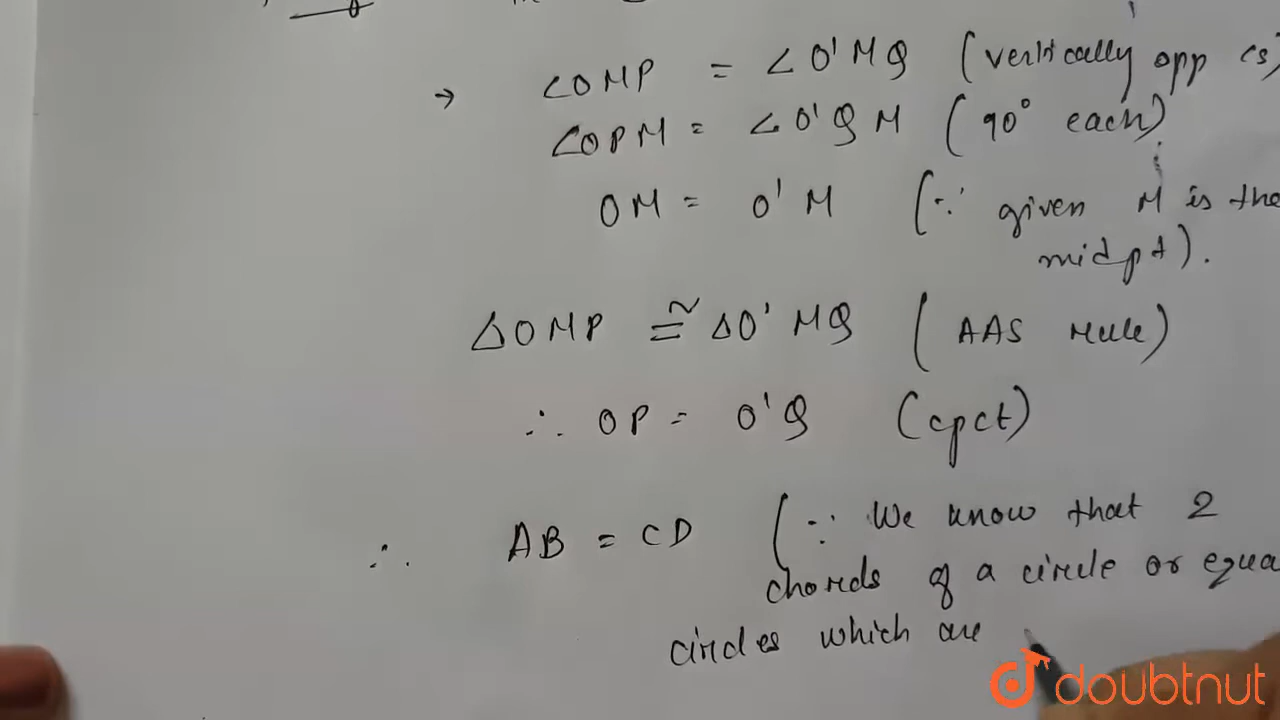 → ∠OMP = ∠O'MQ (vertically opp ∠s)
∠OPM = ∠O'QM (90° each)
OM = O'M (∵ given M is the
midpt).
△OMP ≅ △O'MQ (AAS rule)
∴ OP = O'Q (cpct)
∴ AB = CD (∵ We know that 2
chords of a circle or equa
circles which are
doubtnut